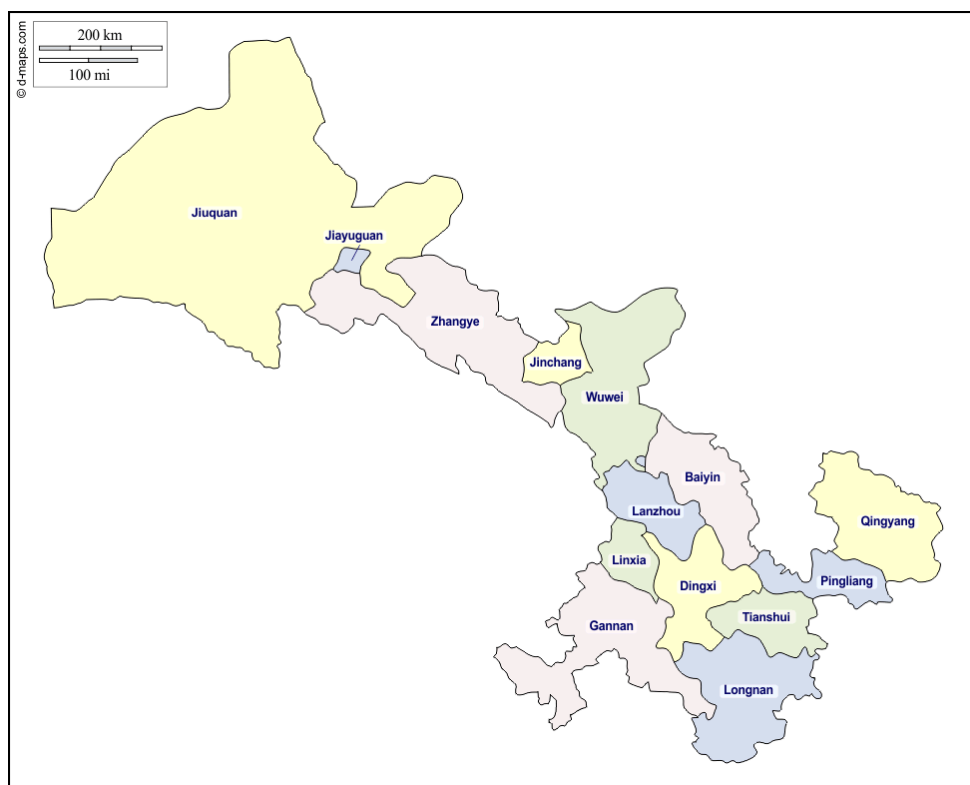 200 km
100 mi
© d-maps.com
Jiuquan
Jiayuguan
Zhangye
Jinchang
Wuwei
Baiyin
Lanzhou
Qingyang
Linxia
Dingxi
Pingliang
Tianshui
Gannan
Longnan